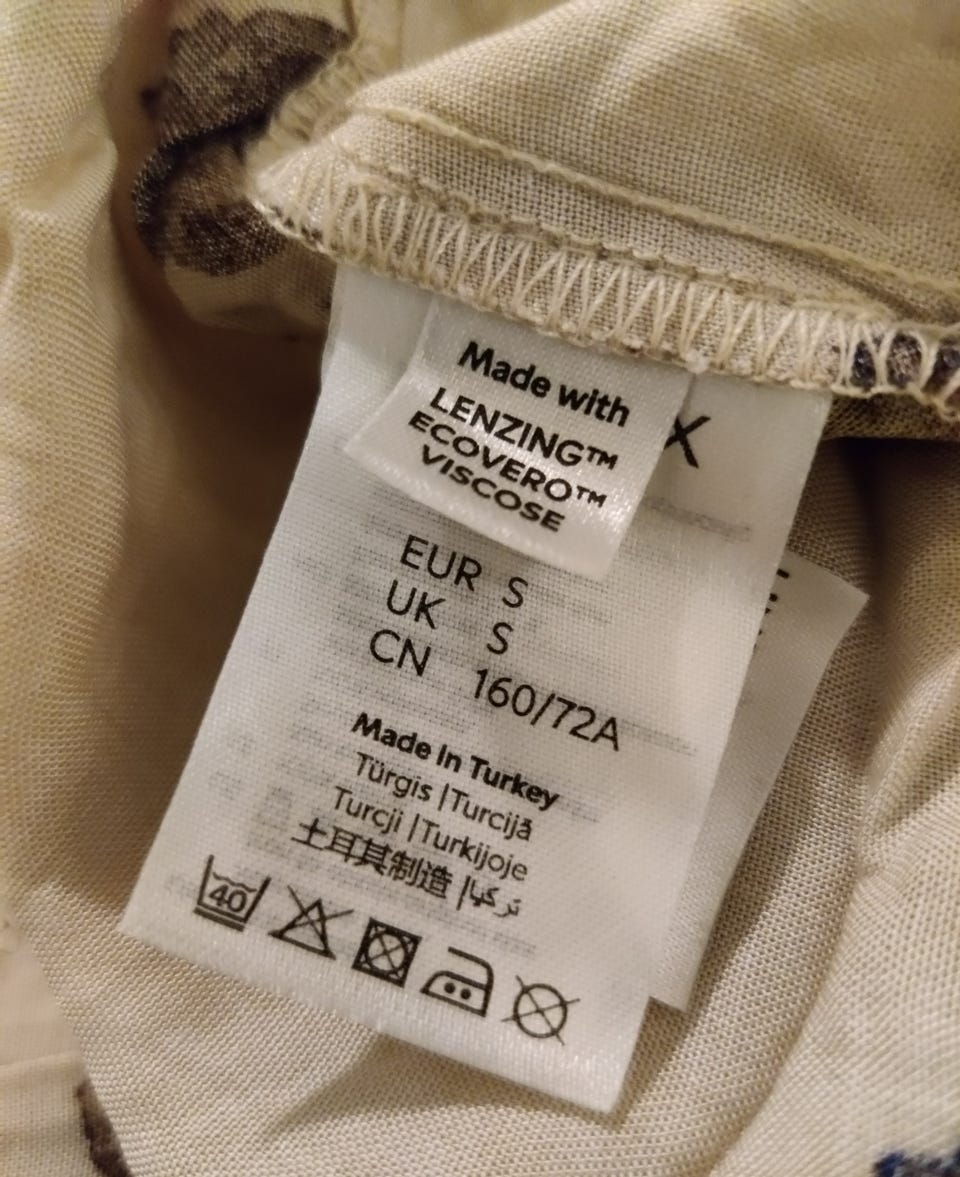 Made with
LENZING™
ECOVERO™
VISCOSE
X
EUR S
UK S
CN 160/72A
Made In Turkey
Türgis |Turcijā
Turcji |Turkijoje
土耳其制造 |تركيا
40